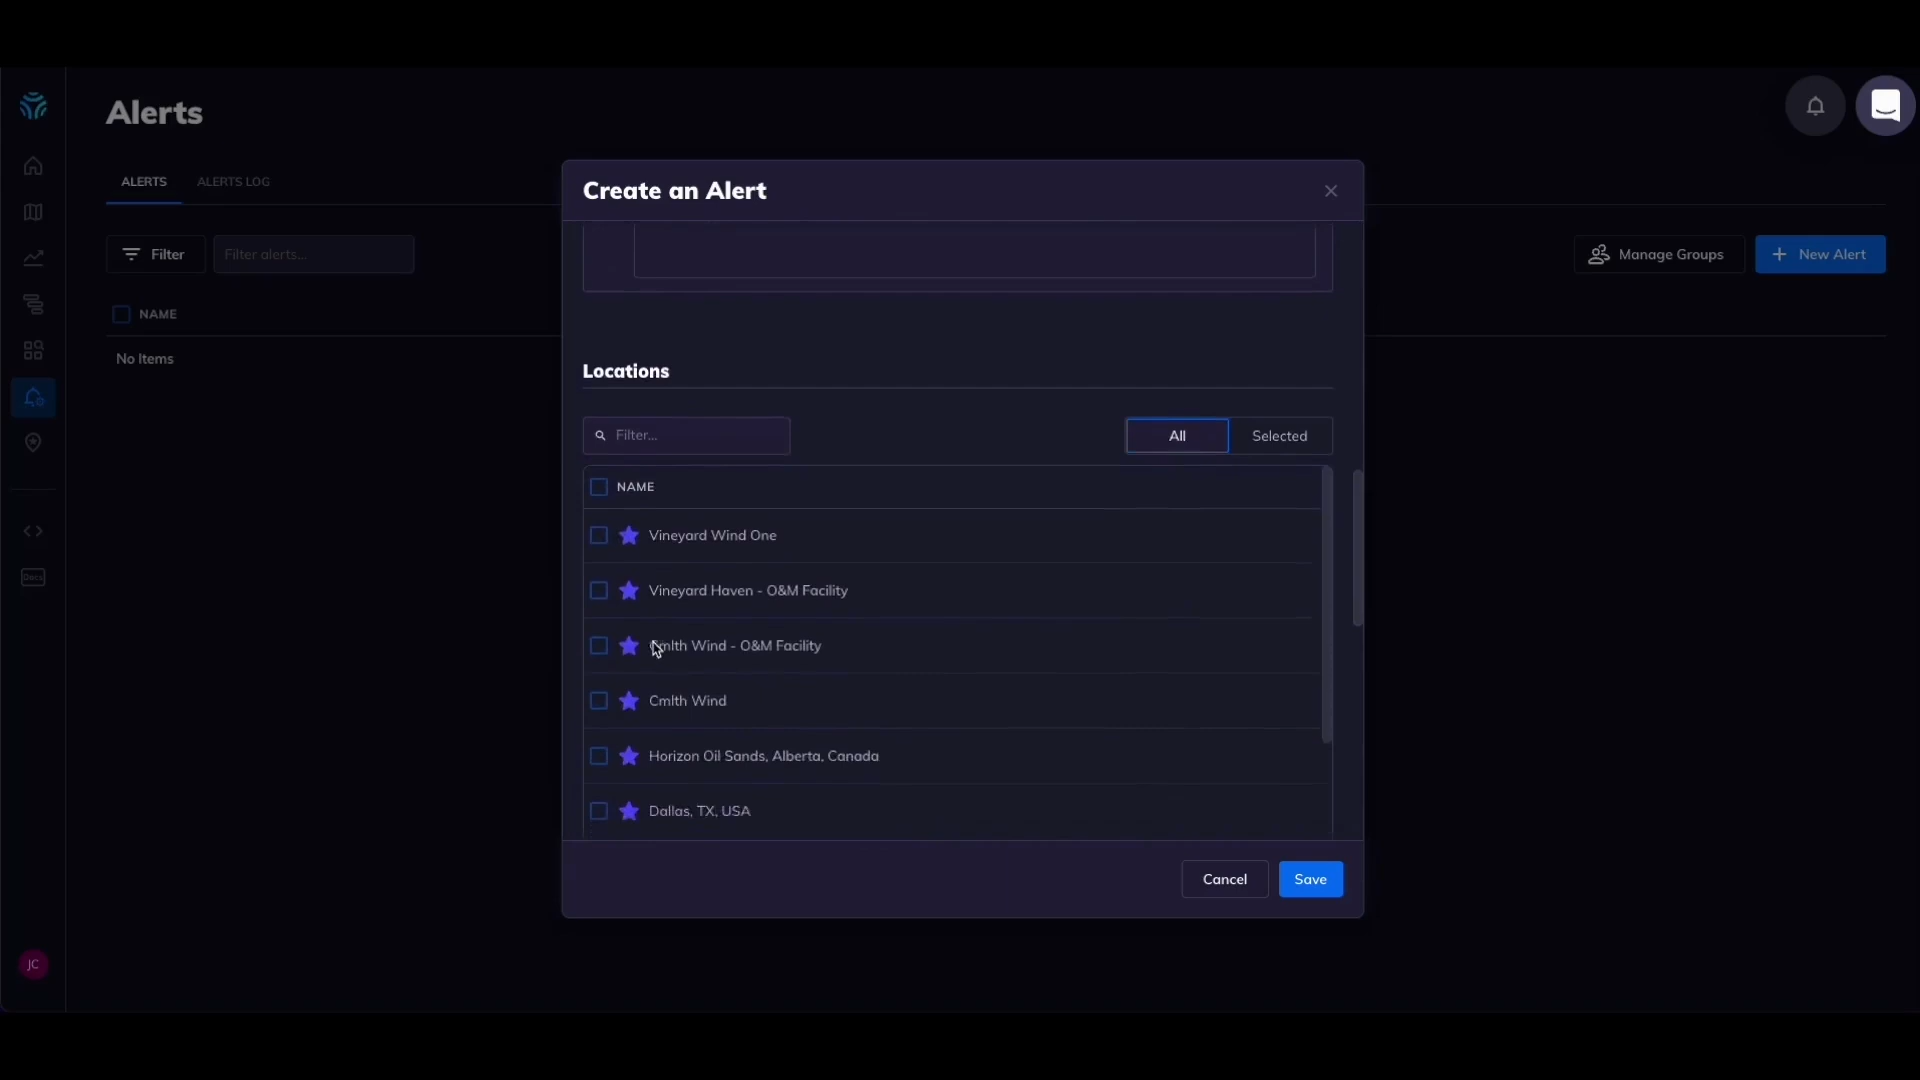 Alerts
ALERTS
ALERTS LOG
Filter
Filter alerts...
Manage Groups
New Alert
NAME
No Items
Create an Alert
Locations
Filter...
All
Selected
NAME
Vineyard Wind One
Vineyard Haven - O&M Facility
Cmlth Wind - O&M Facility
Cmlth Wind
Horizon Oil Sands, Alberta, Canada
Dallas, TX, USA
Cancel
Save
Docs
JC